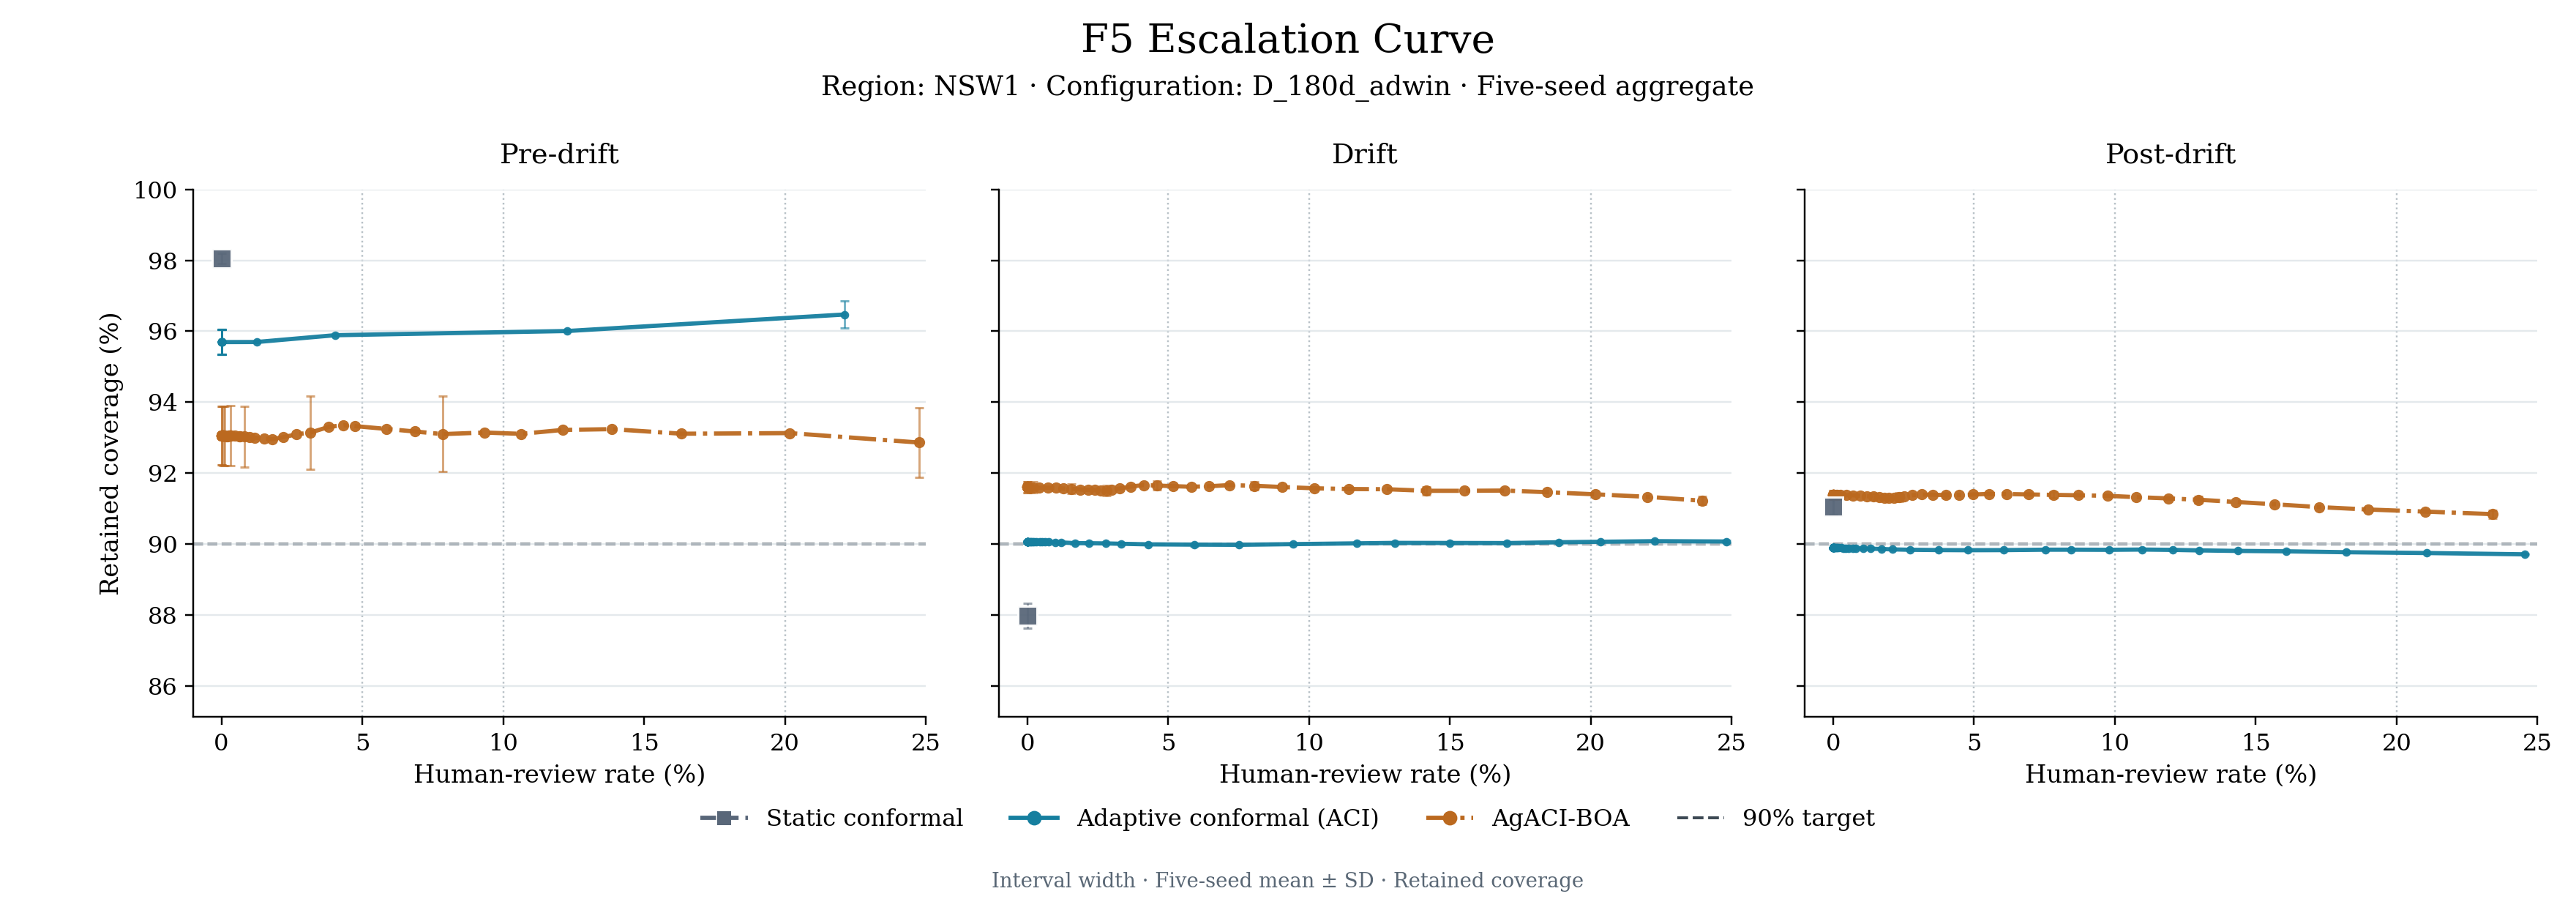 F5 Escalation Curve
Region: NSW1 · Configuration: D_180d_adwin · Five-seed aggregate
Pre-drift
Drift
Post-drift
Retained coverage (%)
100
98
96
94
92
90
88
86
0 5 10 15 20 25
0 5 10 15 20 25
0 5 10 15 20 25
Human-review rate (%)
Human-review rate (%)
Human-review rate (%)
Static conformal
Adaptive conformal (ACI)
AgACI-BOA
90% target
Interval width · Five-seed mean ± SD · Retained coverage